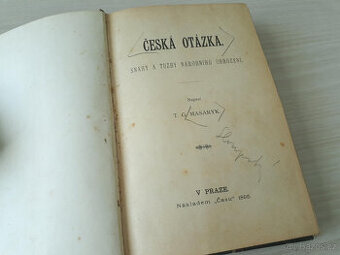 ČESKÁ OTÁZKA.
SNAHY A TUŽBY NÁRODNÍHO OBROZENÍ.
Napsal
T. G. MASARYK.
V PRAZE.
Nákladem „Času“ 1895.